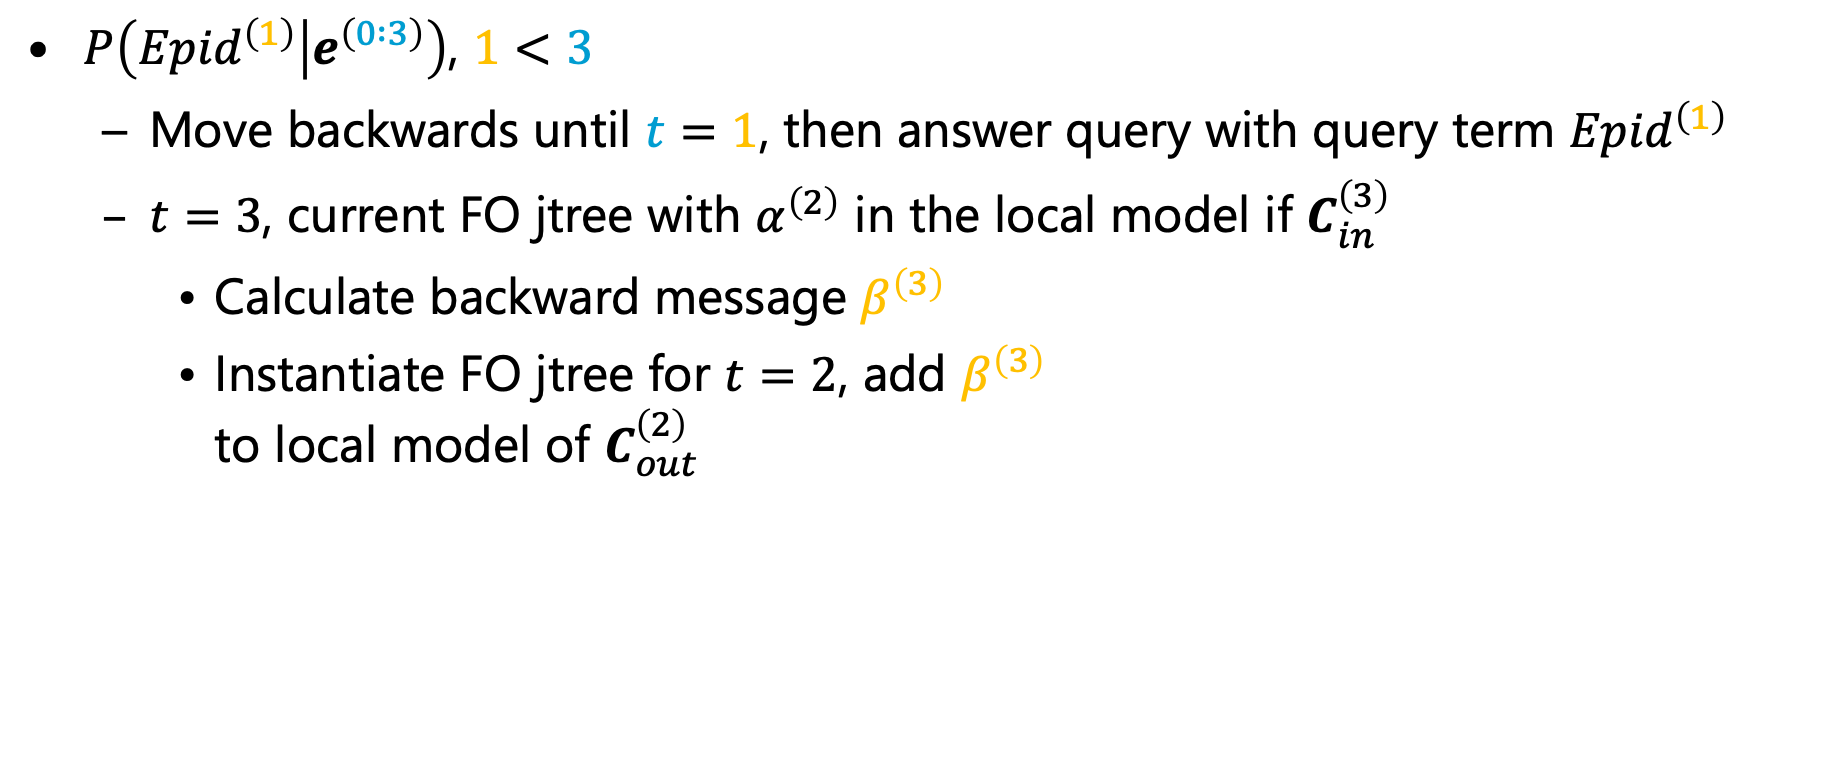 • P(Epid⁽¹⁾|e⁽⁰:³⁾), 1 < 3
– Move backwards until t = 1, then answer query with query term Epid⁽¹⁾
– t = 3, current FO jtree with α⁽²⁾ in the local model if C_in^(3)
• Calculate backward message β⁽³⁾
• Instantiate FO jtree for t = 2, add β⁽³⁾
to local model of C_out^(2)